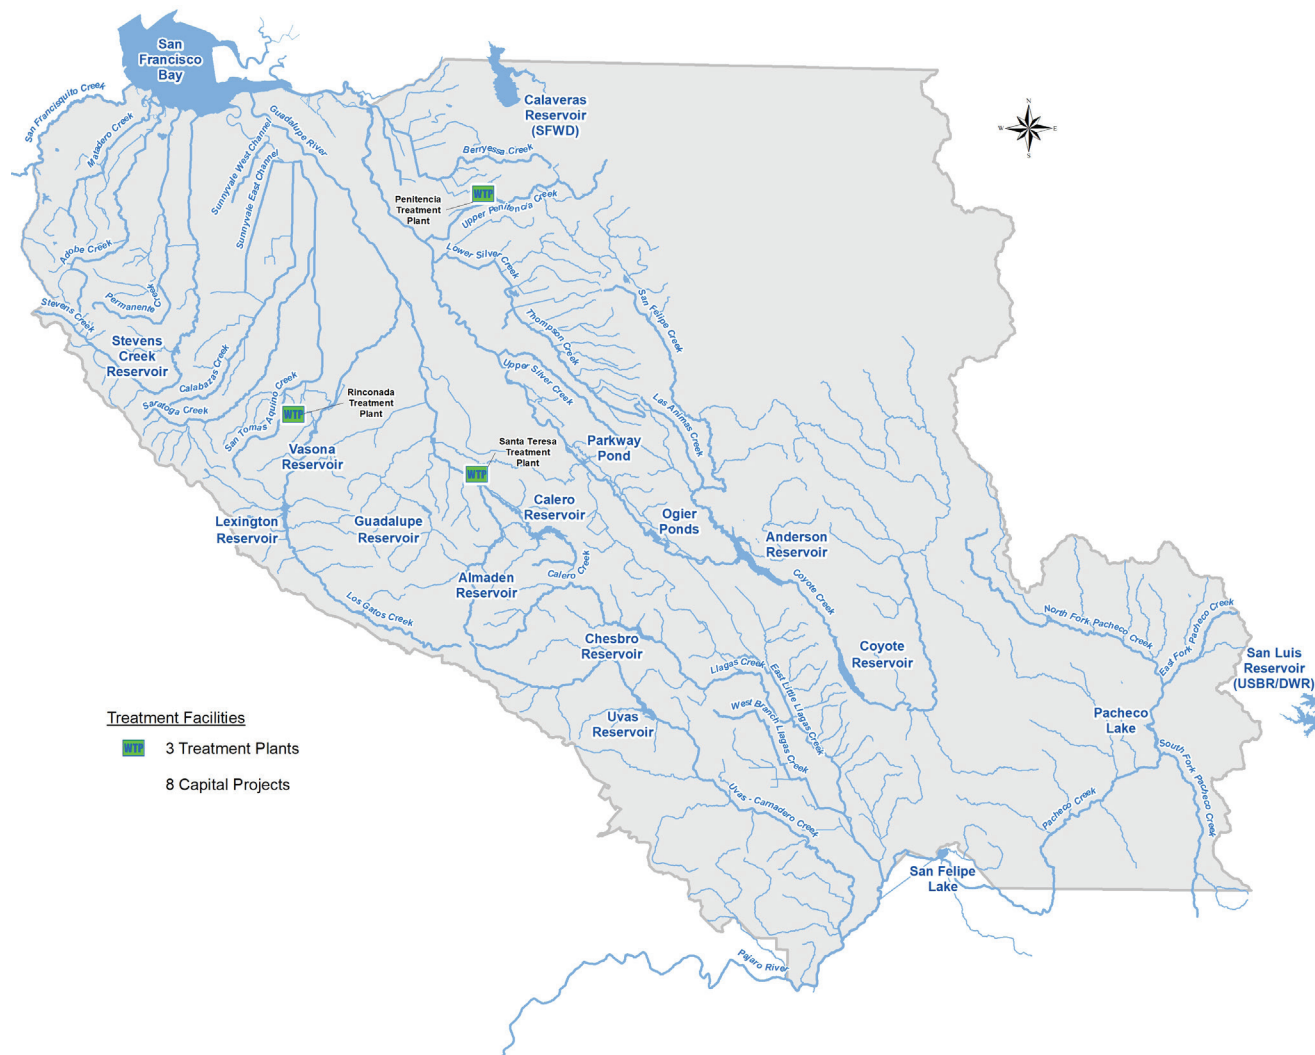 San
Francisco
Bay
San Francisquito Creek
Matadero Creek
Guadalupe River
Sunnyvale West Channel
Sunnyvale East Channel
Calaveras
Reservoir
(SFWD)
N
W
E
S
Berryessa Creek
WTP
Penitencia
Treatment
Plant
Upper Penitencia Creek
Adobe Creek
Lower Silver Creek
Permanente
Creek
San Felipe Creek
Stevens Creek
Thompson Creek
Stevens
Creek
Reservoir
Calabazas Creek
Upper Silver Creek
Saratoga Creek
San Tomas Aquino Creek
WTP
Rinconada
Treatment
Plant
Las Animas Creek
Vasona
Reservoir
Santa Teresa
Treatment
Plant
WTP
Parkway
Pond
Calero
Reservoir
Lexington
Reservoir
Guadalupe
Reservoir
Ogier
Ponds
Anderson
Reservoir
Almaden
Reservoir
Calero Creek
Coyote Creek
Los Gatos Creek
North Fork Pacheco Creek
East Fork Pacheco Creek
Chesbro
Reservoir
Coyote
Reservoir
San Luis
Reservoir
(USBR/DWR)
Llagas Creek
East Little Llagas Creek
West Branch Llagas Creek
Uvas
Reservoir
Pacheco
Lake
South Fork Pacheco Creek
Treatment Facilities
WTP 3 Treatment Plants
8 Capital Projects
Uvas - Carnadero Creek
Pacheco Creek
San Felipe
Lake
Pajaro River